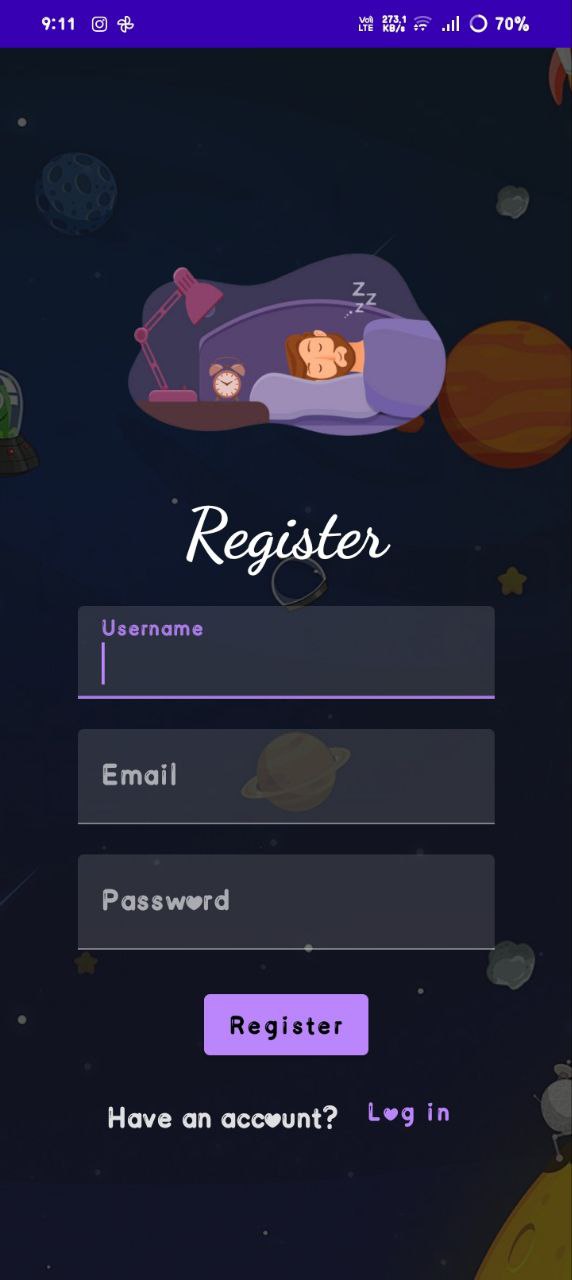 9:11 Vo)) LTE 273,1 KB/s 70%
z z z
Register
Username
Email
Password
Register
Have an account? Log in